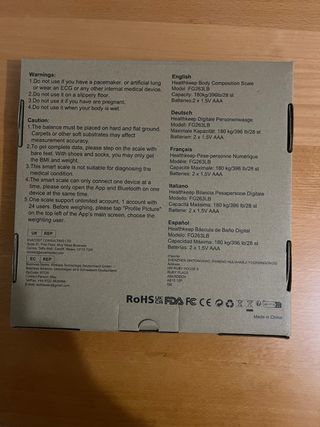 Warnings:
1.Do not use if you have a pacemaker, or artificial lung
or wear an ECG or any other internal medical device.
2.Do not use it on a slippery floor.
3.Do not use it if you are pregnant.
4.Do not use it when your body is wet.
Caution:
1.The balance must be placed on hard and flat ground.
Carpets or other soft substances may affect
measurement.
2.To get complete data, please step on the scale with
bare feet. With shoes and socks, you may only get
the BMI and weight.
3.This smart scale is not suitable for diagnosing the
medical condition.
4.This smart scale can only connect one device at a
time, please only open the App and Bluetooth on one
device at the same time.
5.One scale support unlimited account, 1 account with
24 users. Before weighing, please tap "Profile Picture"
on the top left of the App's main screen, choose the
weighting user.
UK REP
EC REP
English
Healthkeep Body Composition Scale
Model: FG263LB
Capacity: 180kg/396lb/28 st
Batteries: 2 x 1.5V AAA
Deutsch
Healthkeep Digitale Personenwaage
Model: FG263LB
Maximale Kapazität: 180 kg/396 lb/28 st
Batterien: 2 x 1.5V AAA
Français
Healthkeep Pèse-personne Numérique
Model: FG263LB
Capacité Maximale: 180 kg/396 lb/28 st
Batteries: 2 x 1.5V AAA
Italiano
Healthkeep Bilancia Pesapersone Digitale
Modello: FG263LB
Capacità Massima: 180 kg/396 lb/28 st
Batterie: 2 x 1.5V AAA
Español
Healthkeep Báscula de Baño Digital
Modelo: FG263LB
Capacidad Máxima: 180 kg/396 lb/28 st
Baterías: 2 x 1.5V AAA
RoHS UK CA FDA FC CE
Made in China